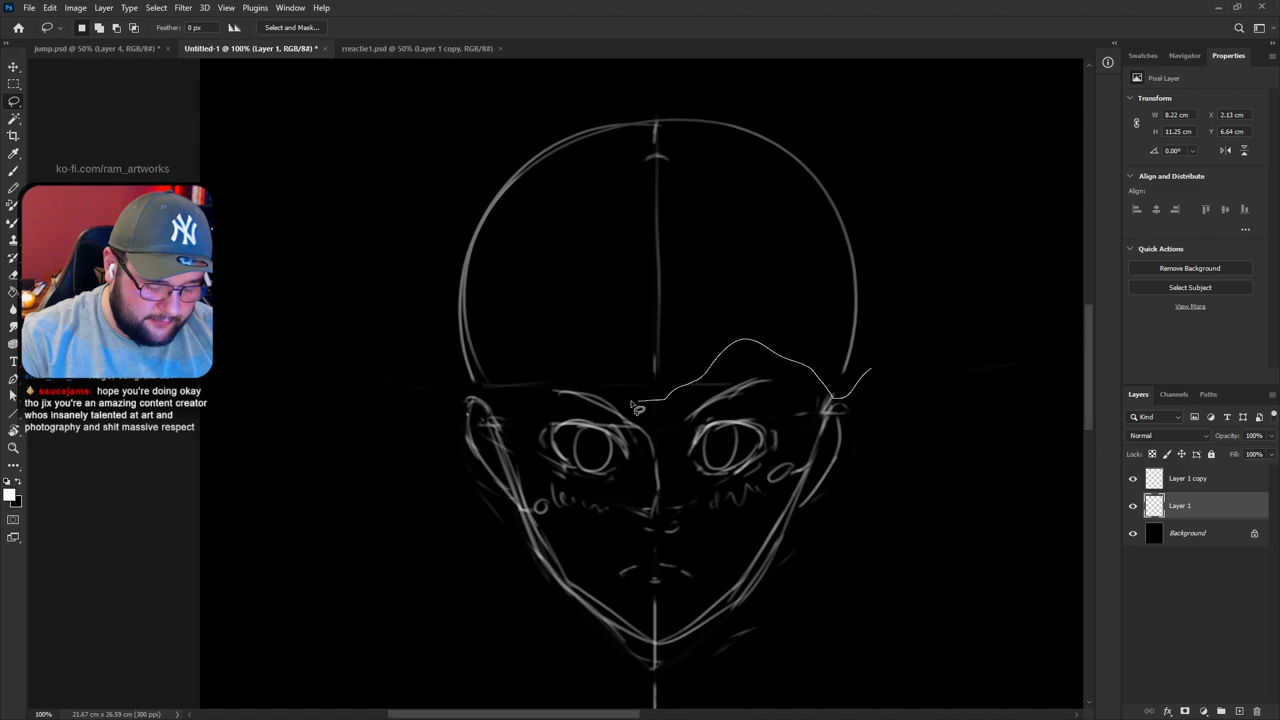 Ps File Edit Image Layer Type Select Filter 3D View Plugins Window Help
Feather: 0 px Select and Mask...
jump.psd @ 50% (Layer 4, RGB/8#) * × Untitled-1 @ 100% (Layer 1, RGB/8#) * × rreactie1.psd @ 50% (Layer 1 copy, RGB/8#) ×
Swatches Navigator Properties
Pixel Layer
Transform
W 8.22 cm X 2.13 cm
H 11.25 cm Y 6.64 cm
0.00°
Align and Distribute
Align:
Quick Actions
Remove Background
Select Subject
View More
ko-fi.com/ram_artworks
NY
saucejams: hope you're doing okay
tho jix you're an amazing content creator
whos insanely talented at art and
photography and shit massive respect
Layers Channels Paths
Kind
Normal Opacity: 100%
Lock: Fill: 100%
Layer 1 copy
Layer 1
Background
100% 21.67 cm x 26.59 cm (300 ppi)